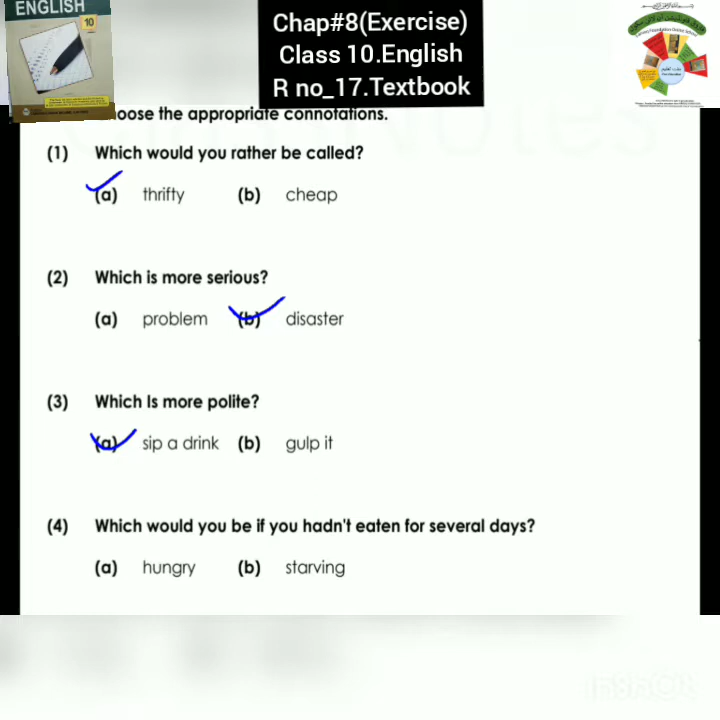 ENGLISH
10
Chap#8(Exercise)
Class 10.English
R no_17.Textbook
hoose the appropriate connotations.
(1) Which would you rather be called?
(a) thrifty (b) cheap
(2) Which is more serious?
(a) problem (b) disaster
(3) Which Is more polite?
(a) sip a drink (b) gulp it
(4) Which would you be if you hadn't eaten for several days?
(a) hungry (b) starving